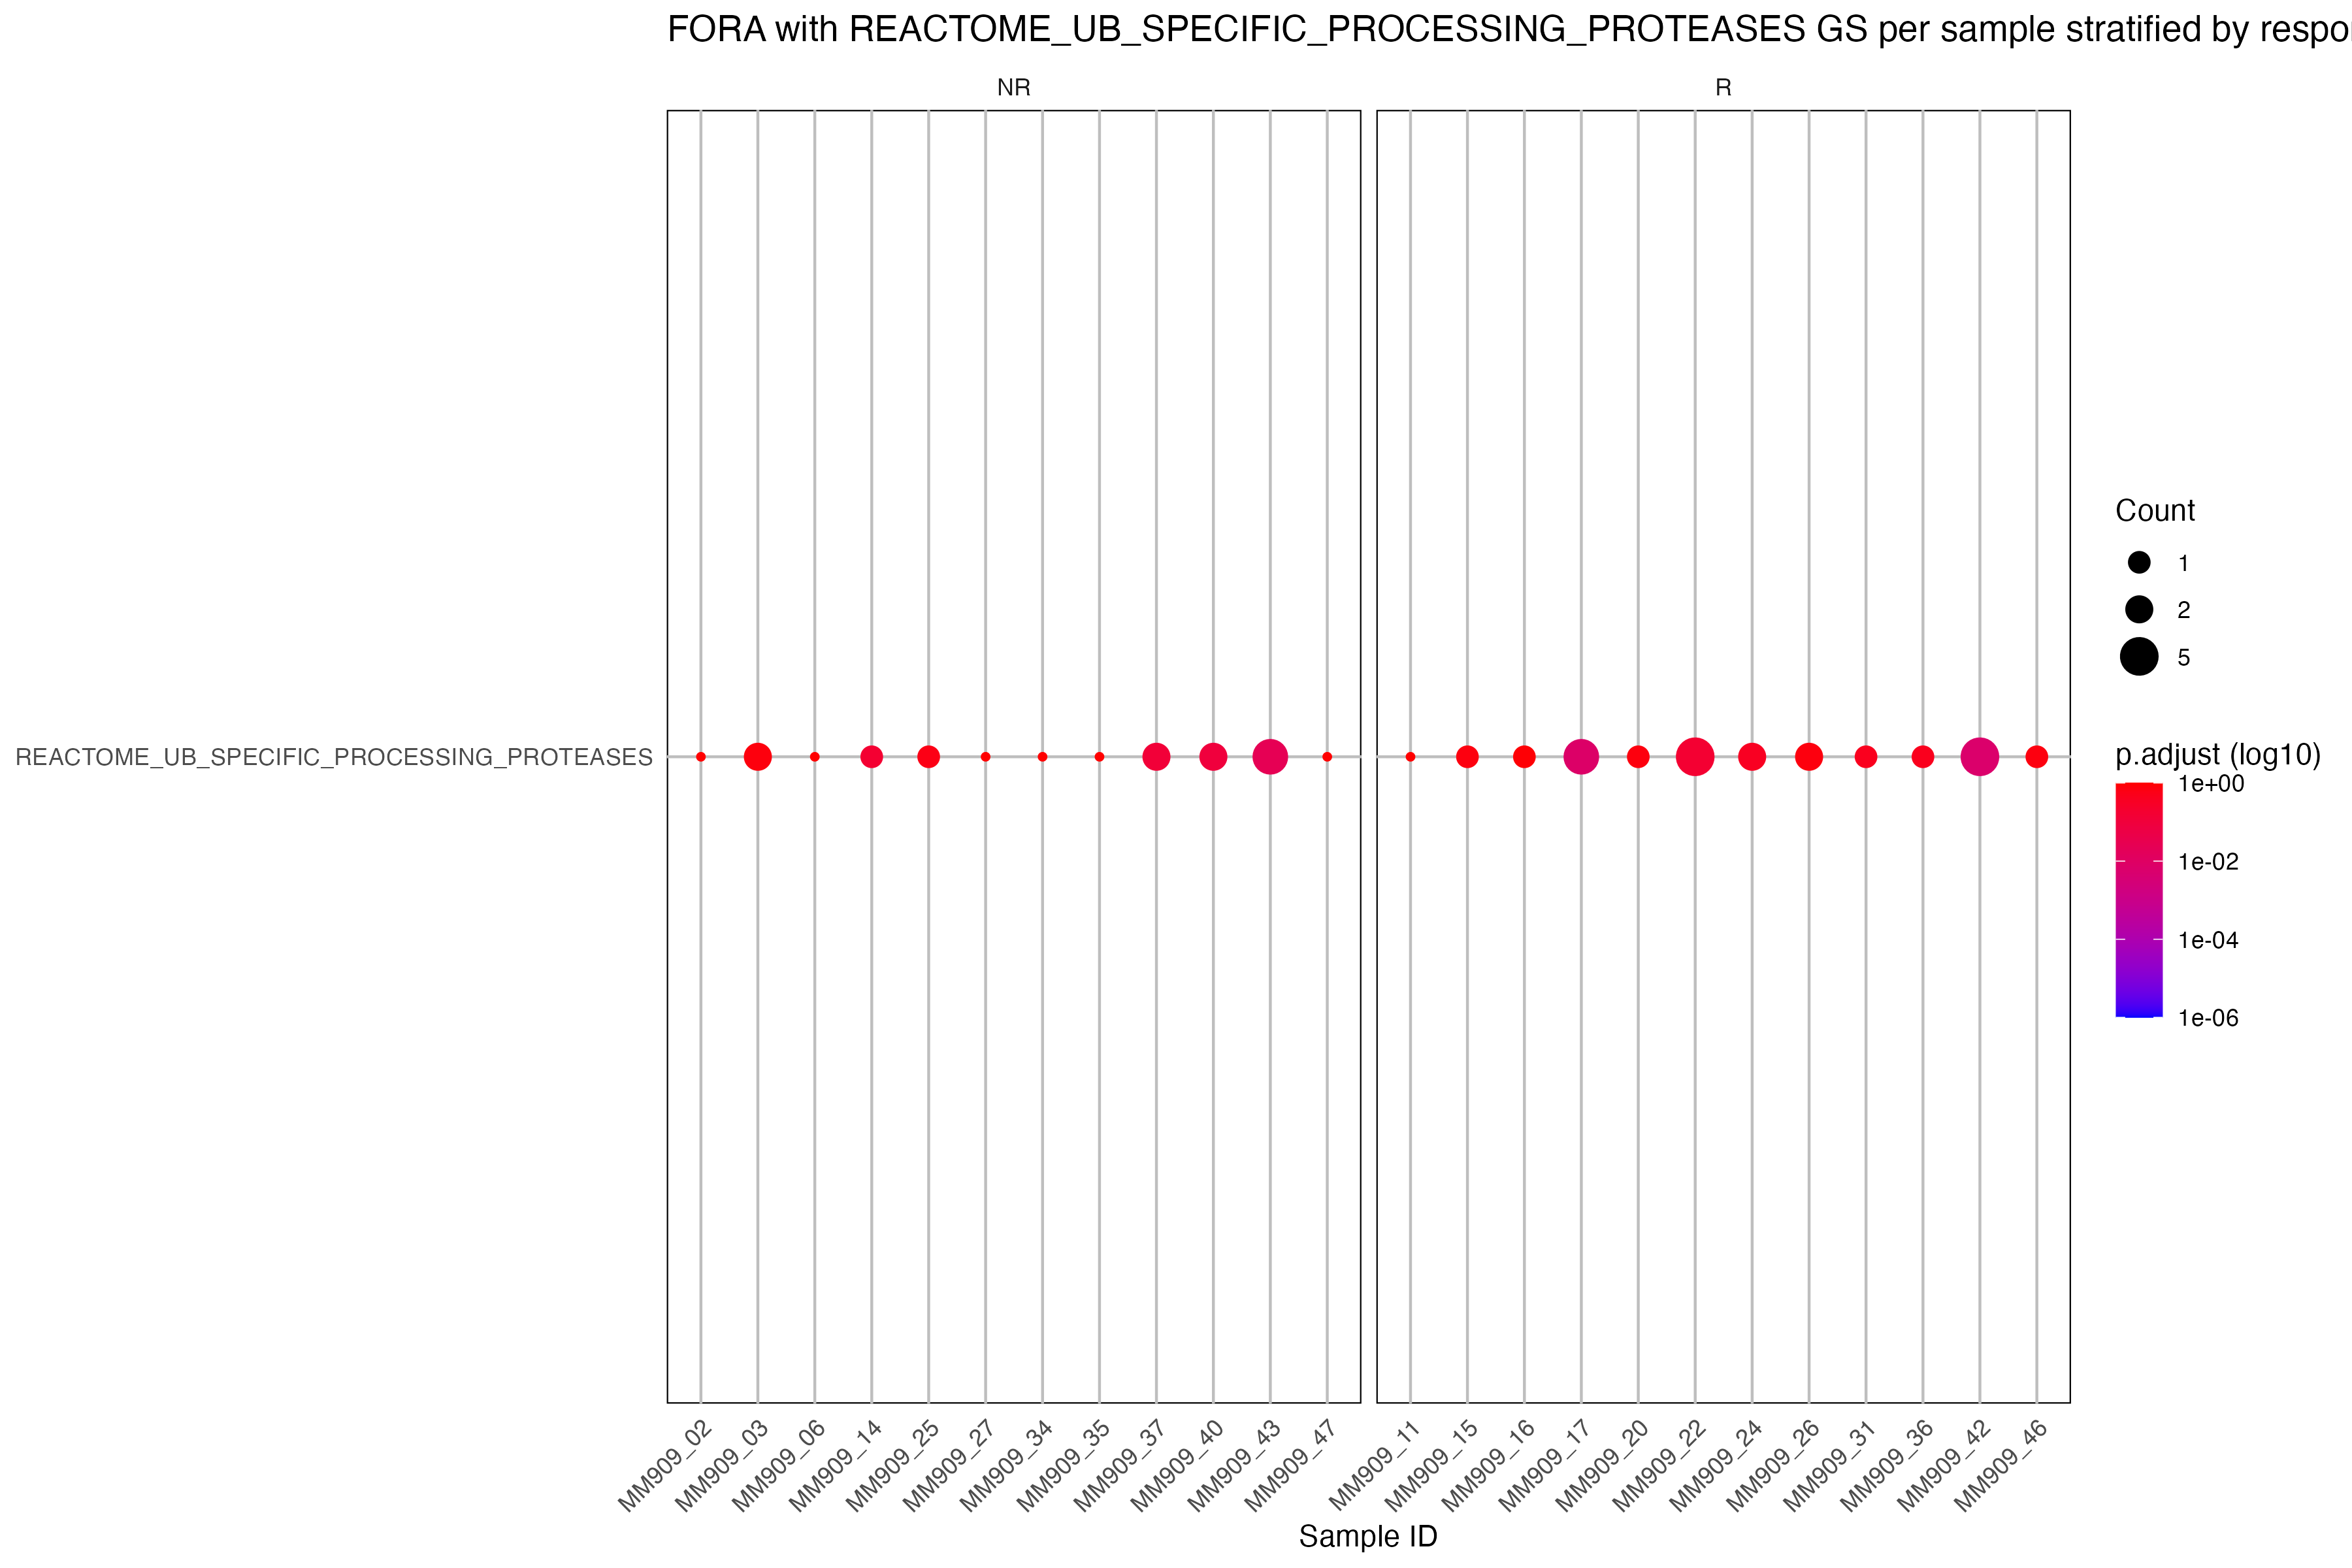 FORA with REACTOME_UB_SPECIFIC_PROCESSING_PROTEASES GS per sample stratified by
NR
R
REACTOME_UB_SPECIFIC_PROCESSING_PROTEASES
Count
1
2
5
p.adjust (log10)
1e+00
1e-02
1e-04
1e-06
MM909_02
MM909_03
MM909_06
MM909_14
MM909_25
MM909_27
MM909_34
MM909_35
MM909_37
MM909_40
MM909_43
MM909_47
MM909_11
MM909_15
MM909_16
MM909_17
MM909_20
MM909_22
MM909_24
MM909_26
MM909_31
MM909_36
MM909_42
MM909_46
Sample ID